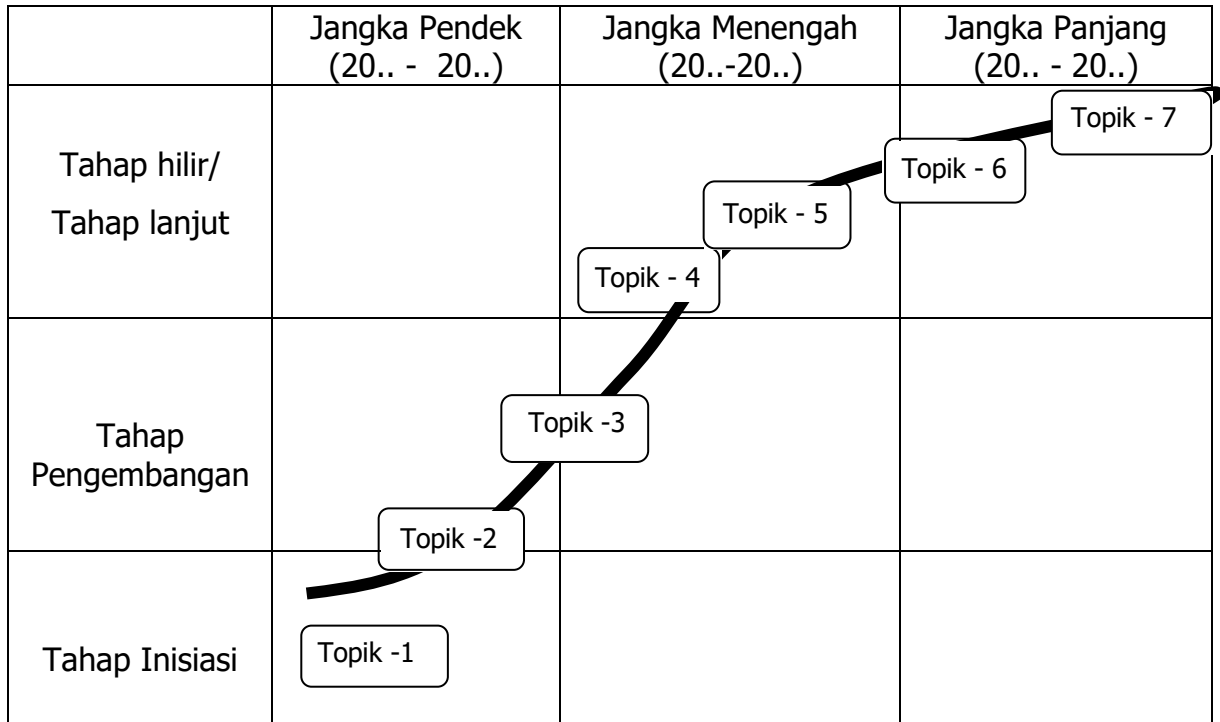 Jangka Pendek
(20.. - 20..)
Jangka Menengah
(20..-20..)
Jangka Panjang
(20.. - 20..)
Tahap hilir/
Tahap lanjut
Topik - 7
Topik - 6
Topik - 5
Topik - 4
Tahap
Pengembangan
Topik -3
Topik -2
Tahap Inisiasi
Topik -1